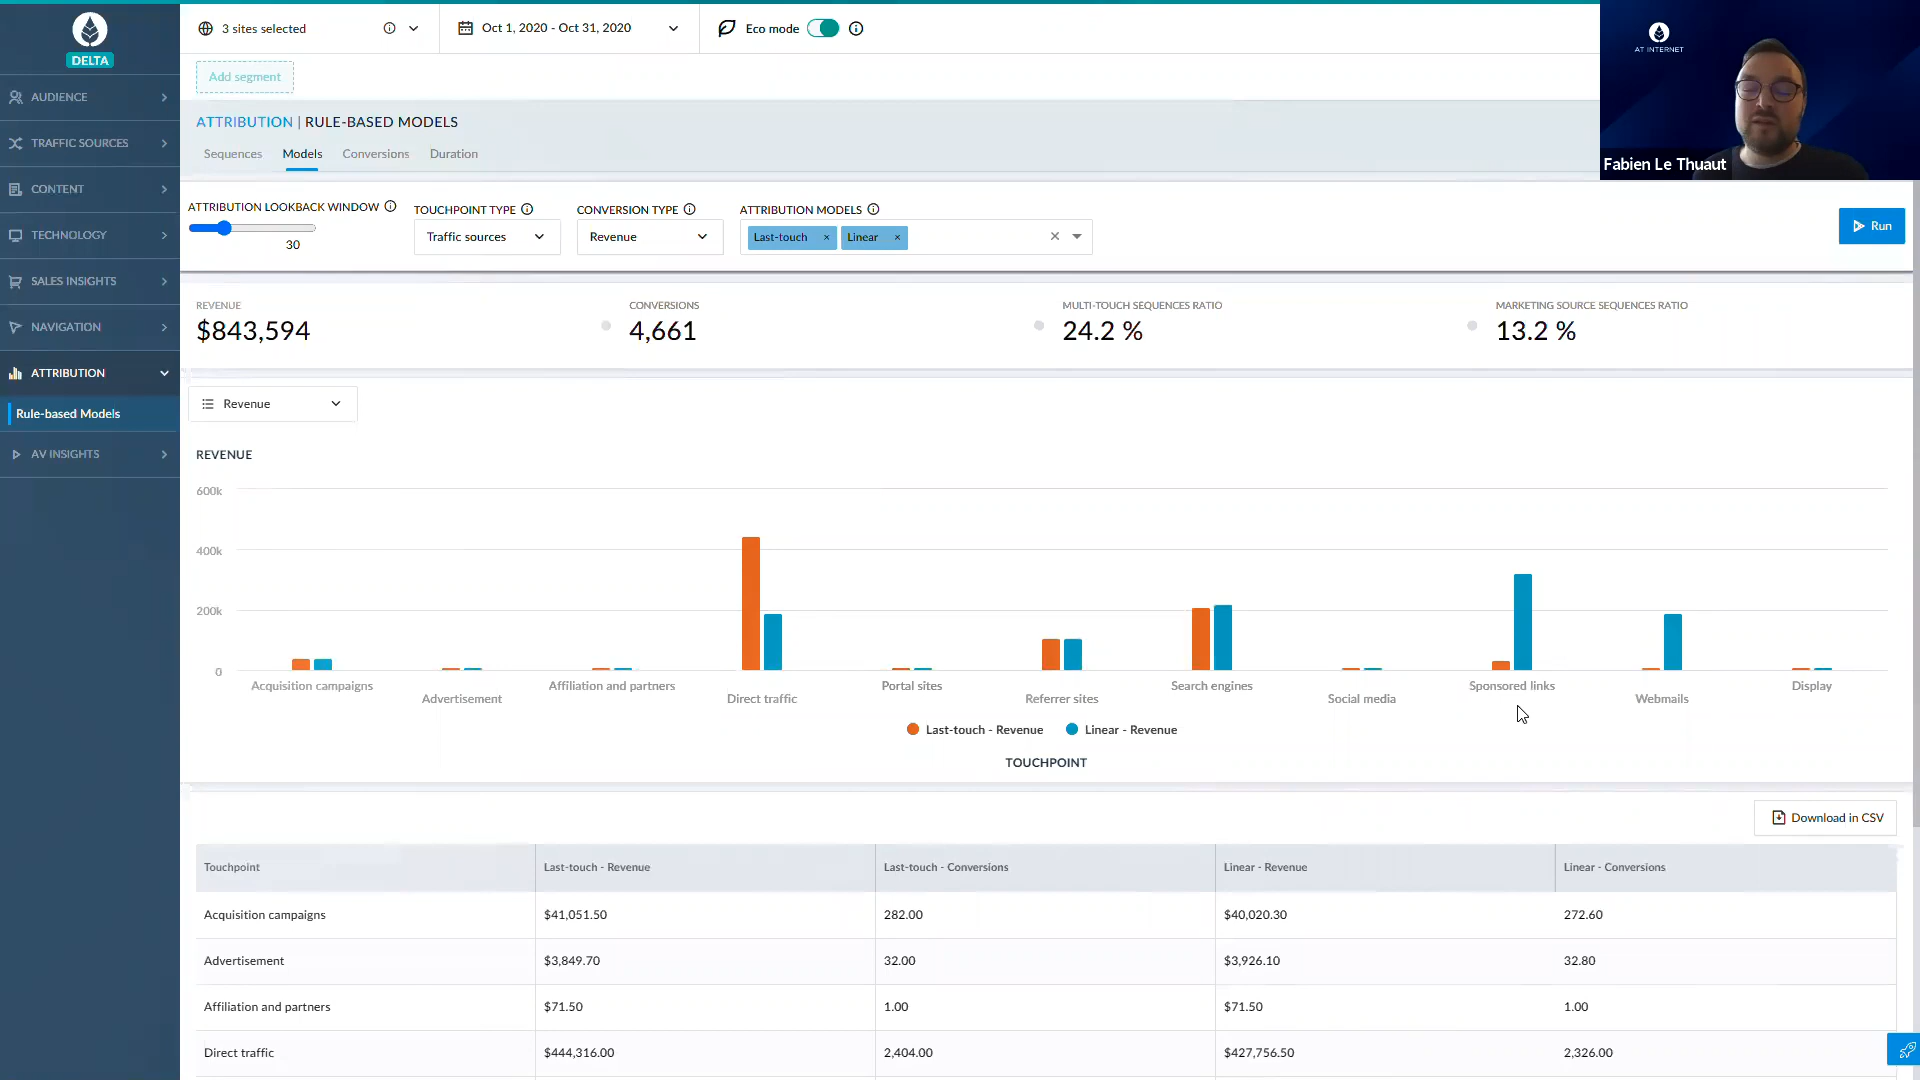 DELTA
3 sites selected
Oct 1, 2020 - Oct 31, 2020
Eco mode
AT INTERNET
Fabien Le Thuaut
Add segment
AUDIENCE
TRAFFIC SOURCES
CONTENT
TECHNOLOGY
SALES INSIGHTS
NAVIGATION
ATTRIBUTION
Rule-based Models
AV INSIGHTS
ATTRIBUTION | RULE-BASED MODELS
Sequences Models Conversions Duration
ATTRIBUTION LOOKBACK WINDOW
30
TOUCHPOINT TYPE
Traffic sources
CONVERSION TYPE
Revenue
ATTRIBUTION MODELS
Last-touch × Linear ×
Run
REVENUE
$843,594
CONVERSIONS
4,661
MULTI-TOUCH SEQUENCES RATIO
24.2 %
MARKETING SOURCE SEQUENCES RATIO
13.2 %
Revenue
REVENUE
600k
400k
200k
0
Acquisition campaigns
Advertisement
Affiliation and partners
Direct traffic
Portal sites
Referrer sites
Search engines
Social media
Sponsored links
Webmails
Display
Last-touch - Revenue
Linear - Revenue
TOUCHPOINT
Download in CSV
Touchpoint Last-touch - Revenue Last-touch - Conversions Linear - Revenue Linear - Conversions
Acquisition campaigns $41,051.50 282.00 $40,020.30 272.60
Advertisement $3,849.70 32.00 $3,926.10 32.80
Affiliation and partners $71.50 1.00 $71.50 1.00
Direct traffic $444,316.00 2,404.00 $427,756.50 2,326.00